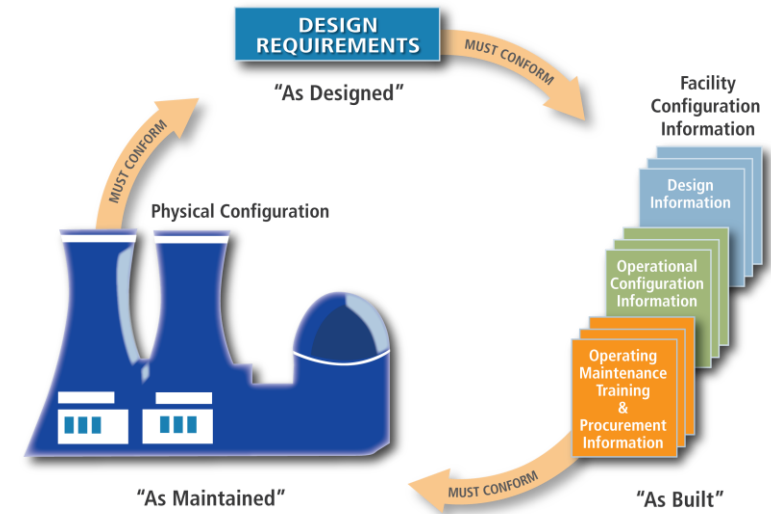 DESIGN
REQUIREMENTS
MUST CONFORM
"As Designed"
Facility
Configuration
Information
Design
Information
Operational
Configuration
Information
Operating
Maintenance
Training
&
Procurement
Information
"As Built"
MUST CONFORM
"As Maintained"
Physical Configuration
MUST CONFORM